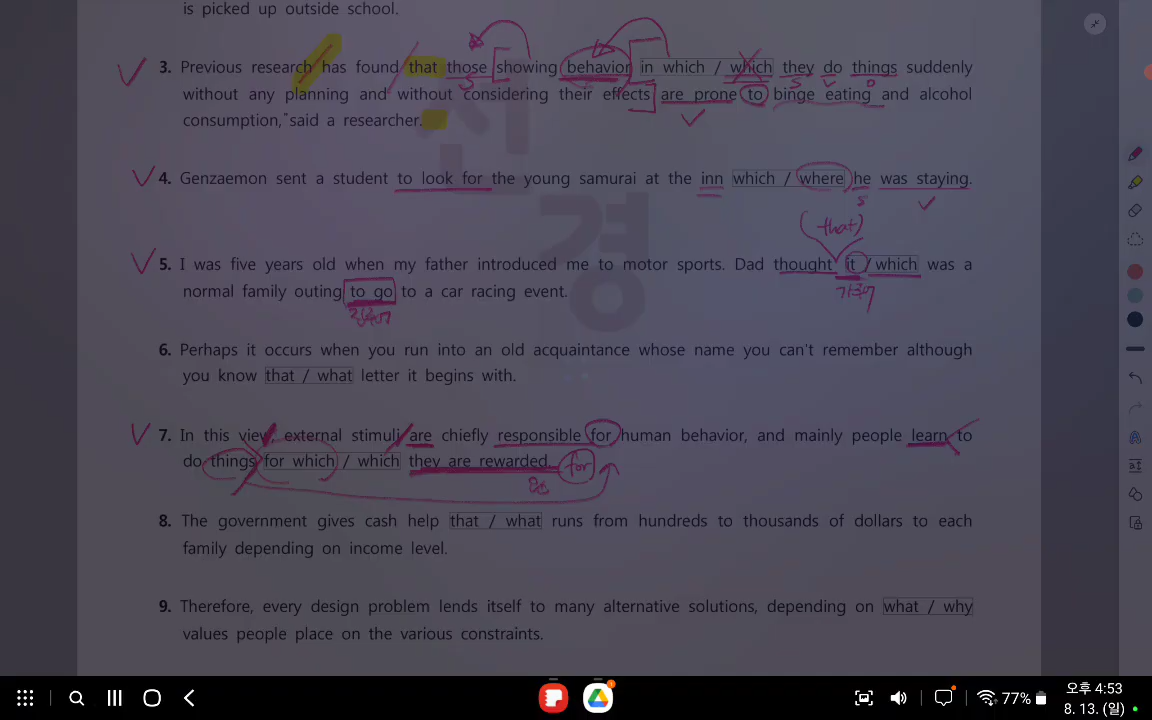 is picked up outside school.
3. Previous research has found that those showing behavior in which / which they do things suddenly
without any planning and without considering their effects are prone to binge eating and alcohol
consumption," said a researcher.
4. Genzaemon sent a student to look for the young samurai at the inn which / where he was staying.
(that)
5. I was five years old when my father introduced me to motor sports. Dad thought it / which was a
normal family outing to go to a car racing event.
6. Perhaps it occurs when you run into an old acquaintance whose name you can't remember although
you know that / what letter it begins with.
7. In this view, external stimuli are chiefly responsible for human behavior, and mainly people learn to
do things for which / which they are rewarded. for
8. The government gives cash help that / what runs from hundreds to thousands of dollars to each
family depending on income level.
9. Therefore, every design problem lends itself to many alternative solutions, depending on what / why
values people place on the various constraints.
77% 오후 4:53
8. 13. (일)